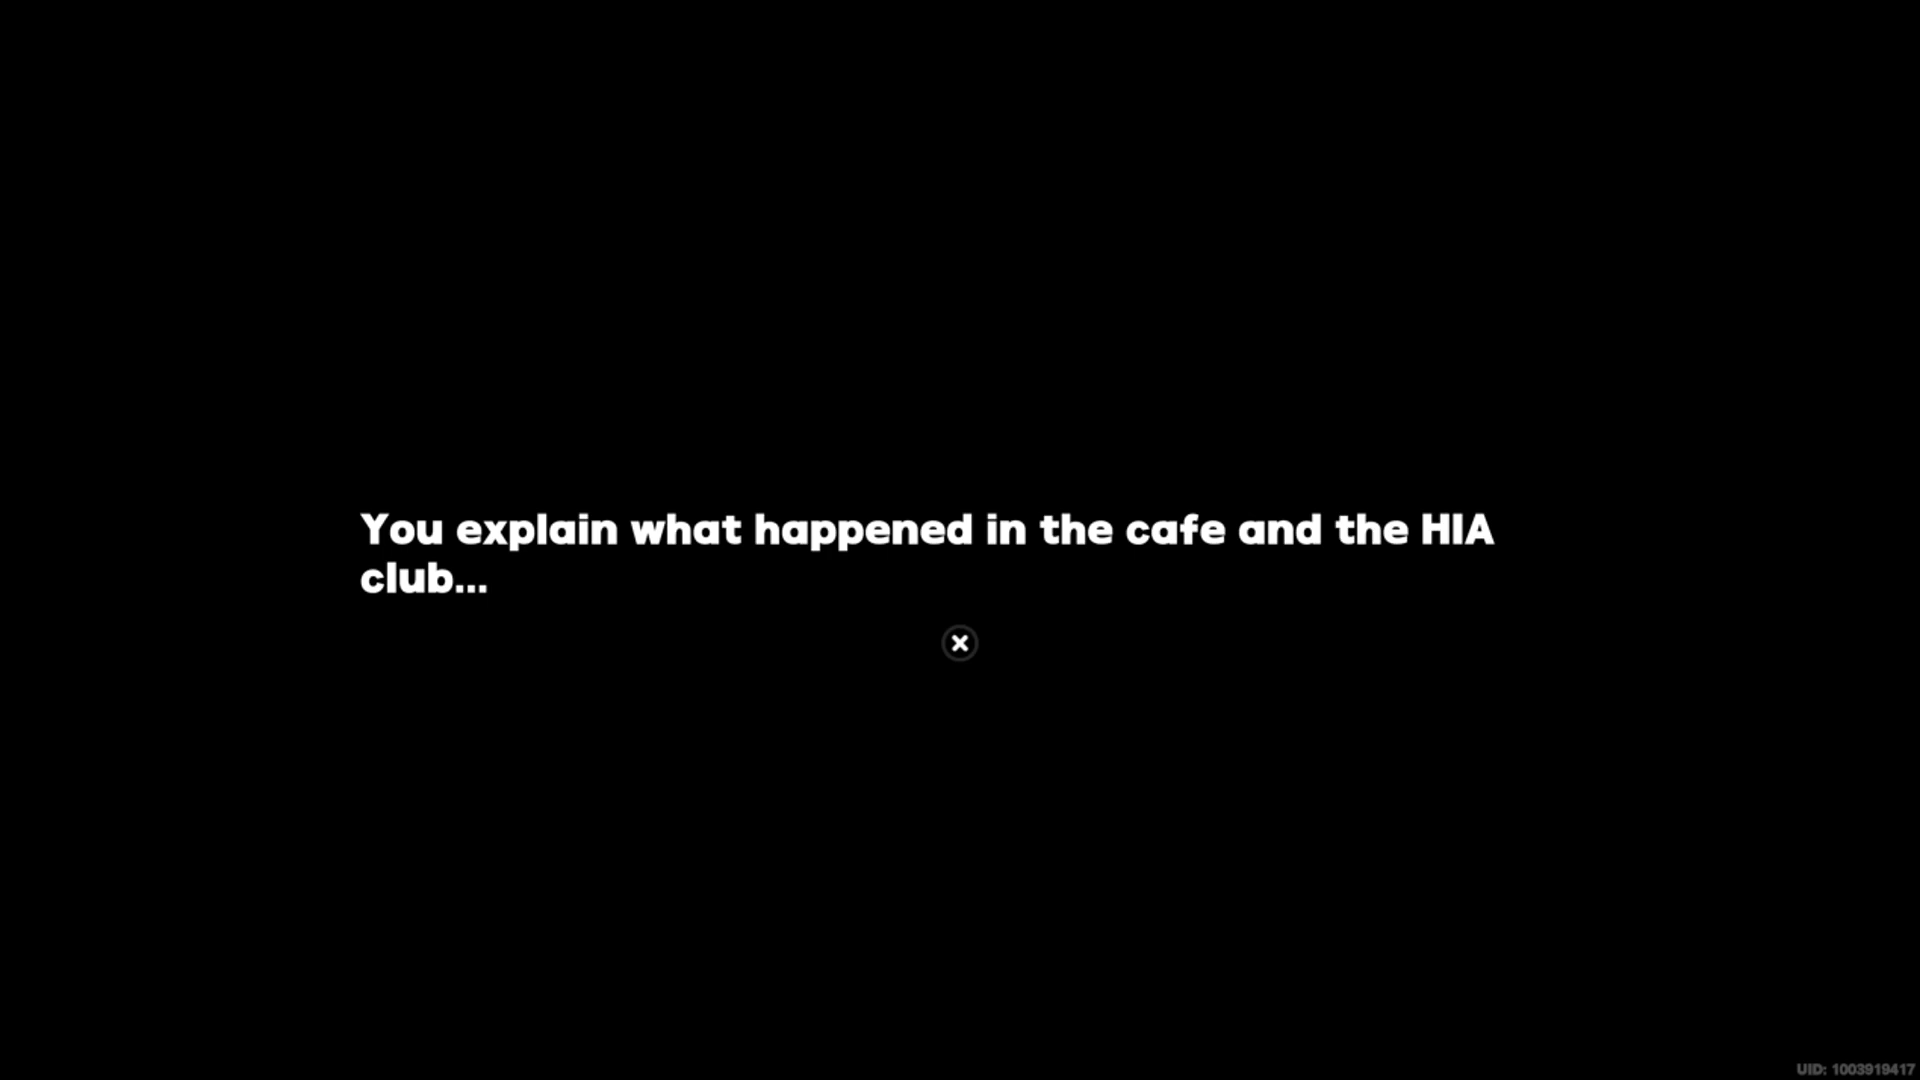 You explain what happened in the cafe and the HIA
club...
UID: 1003919417